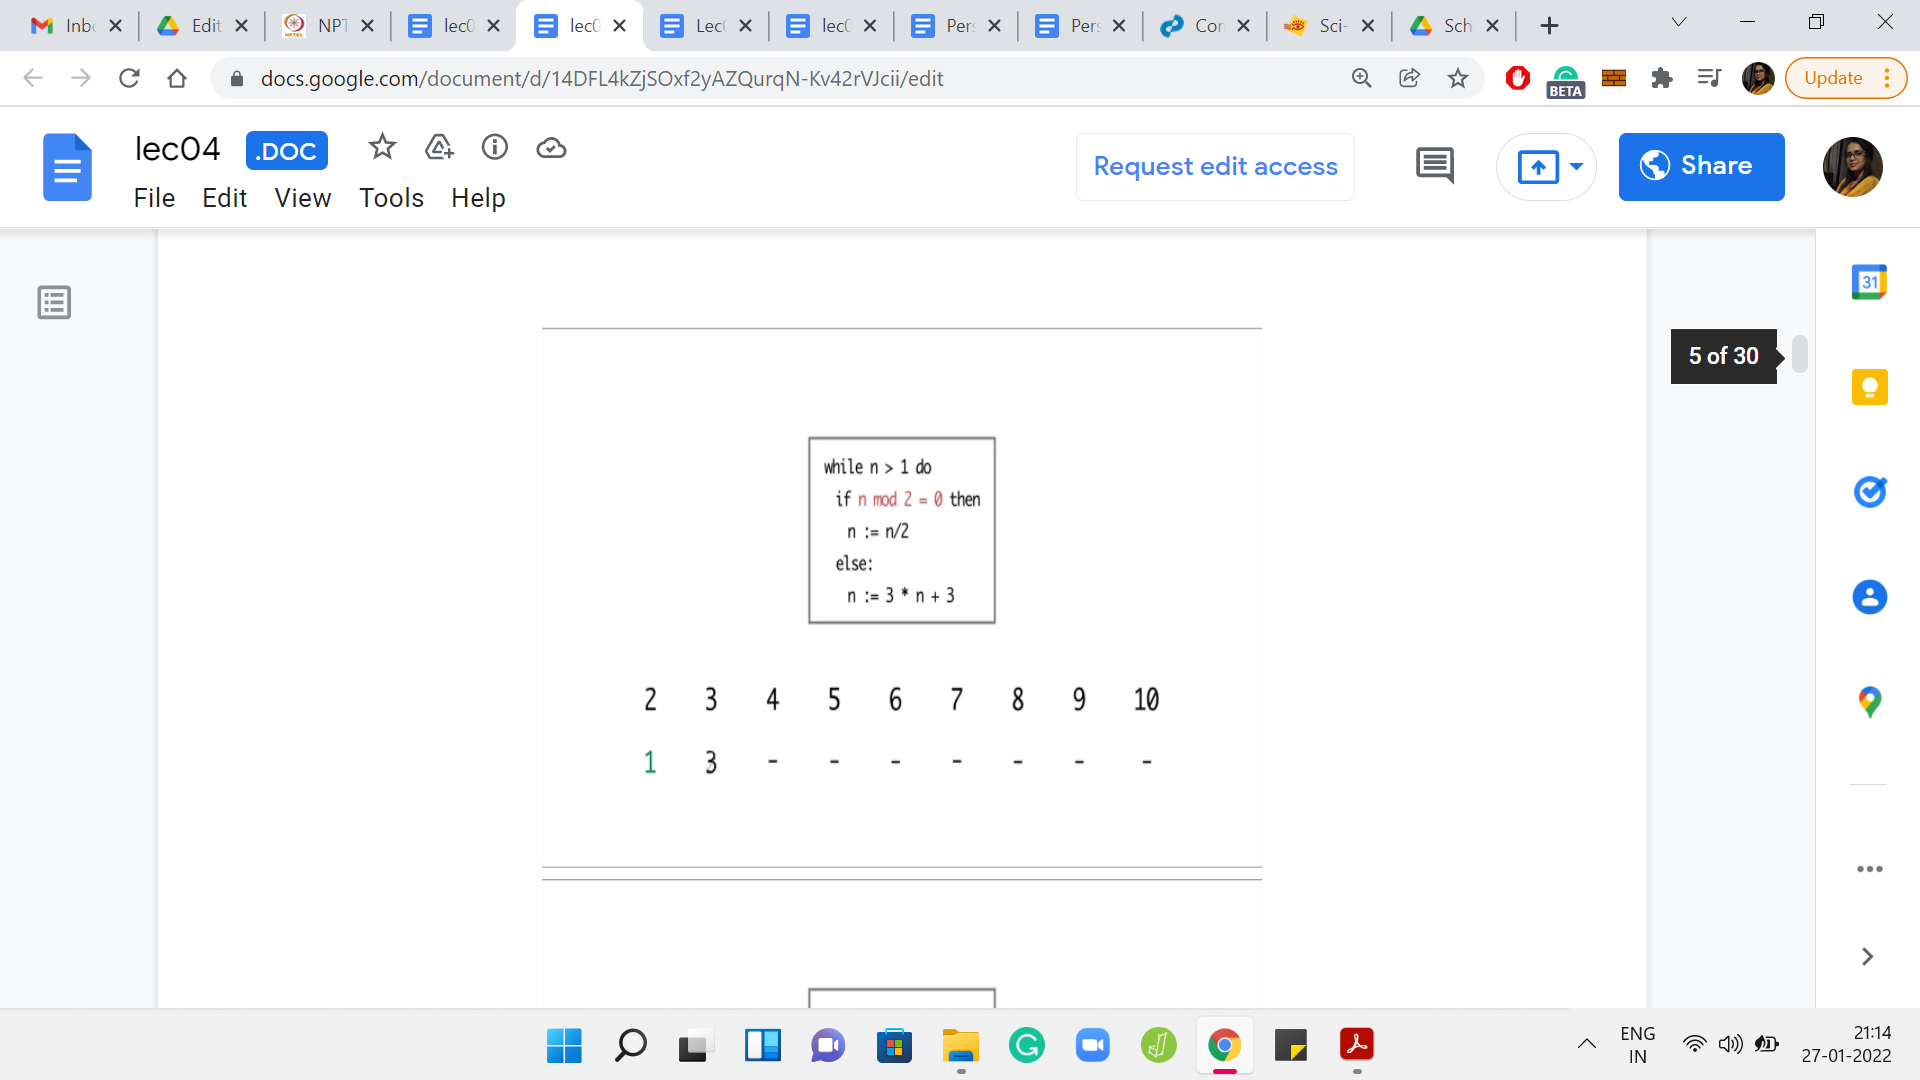 Inbo
Edit
NPT
lec0
lec0
Lec
lec0
Pers
Pers
Con
Sci-
Sch
docs.google.com/document/d/14DFL4kZjSOxf2yAZQurqN-Kv42rVJcii/edit
BETA
Update
lec04 .DOC
Request edit access
Share
File Edit View Tools Help
31
5 of 30
while n > 1 do
if n mod 2 = 0 then
n := n/2
else:
n := 3 * n + 3
2 3 4 5 6 7 8 9 10
1 3 - - - - - - -
ENG
IN
21:14
27-01-2022